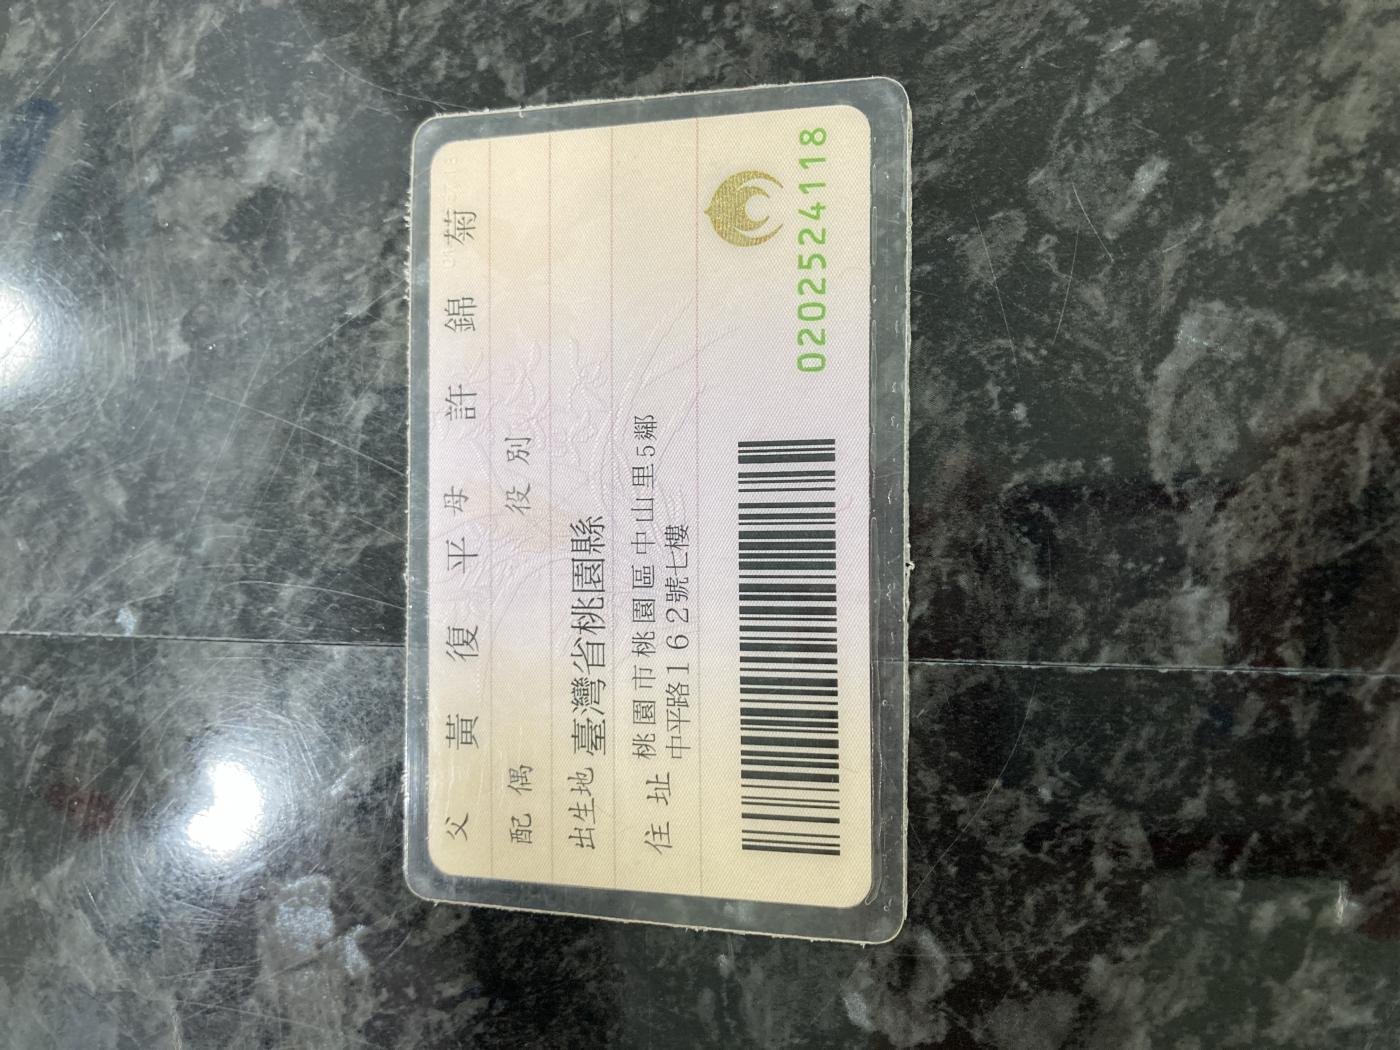 父 黃復平 母 許錦菊
配偶 役別
出生地 臺灣省桃園縣
住址 桃園市桃園區中山里5鄰
中平路162號七樓
0202524118